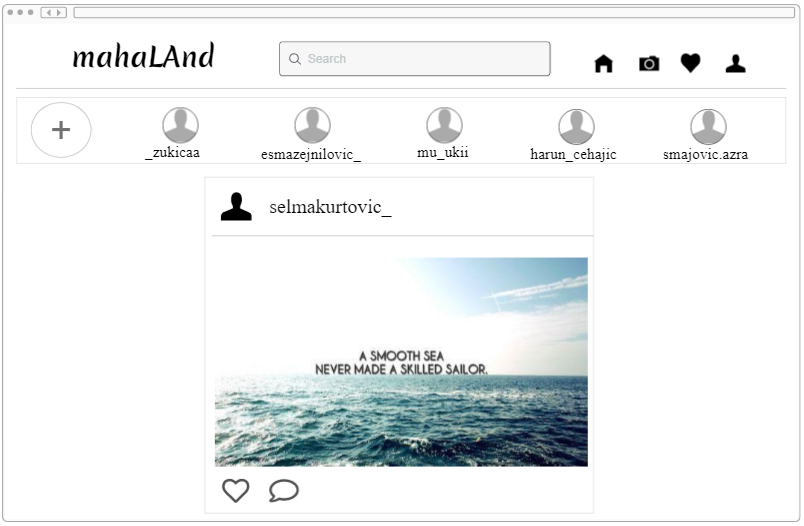 mahaLAnd
Search
_zukicaa
esmazejnilovic_
mu_ukii
harun_cehajic
smajovic.azra
selmakurtovic_
A SMOOTH SEA
NEVER MADE A SKILLED SAILOR.